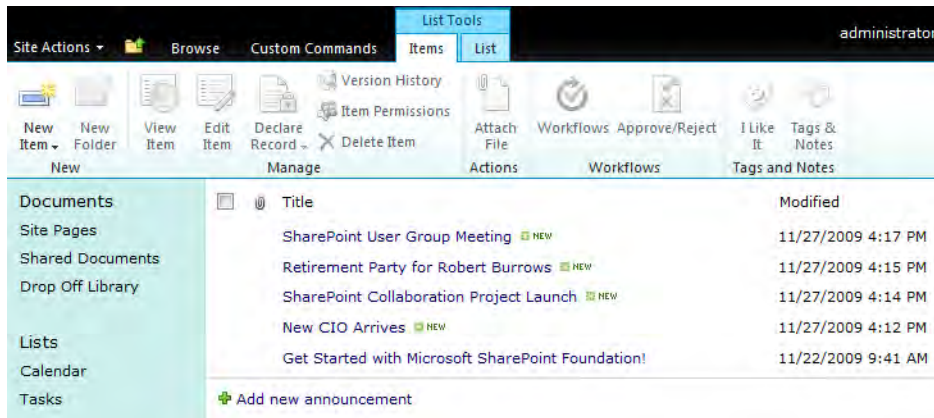 List Tools
Site Actions Browse Custom Commands Items List administrator
Version History
Item Permissions
New Item New Folder View Item Edit Item Declare Record Delete Item Attach File Workflows Approve/Reject I Like It Tags & Notes
New Manage Actions Workflows Tags and Notes
Documents Title Modified
Site Pages SharePoint User Group Meeting NEW 11/27/2009 4:17 PM
Shared Documents Retirement Party for Robert Burrows NEW 11/27/2009 4:15 PM
Drop Off Library SharePoint Collaboration Project Launch NEW 11/27/2009 4:14 PM
New CIO Arrives NEW 11/27/2009 4:12 PM
Lists
Get Started with Microsoft SharePoint Foundation! 11/22/2009 9:41 AM
Calendar
Tasks Add new announcement